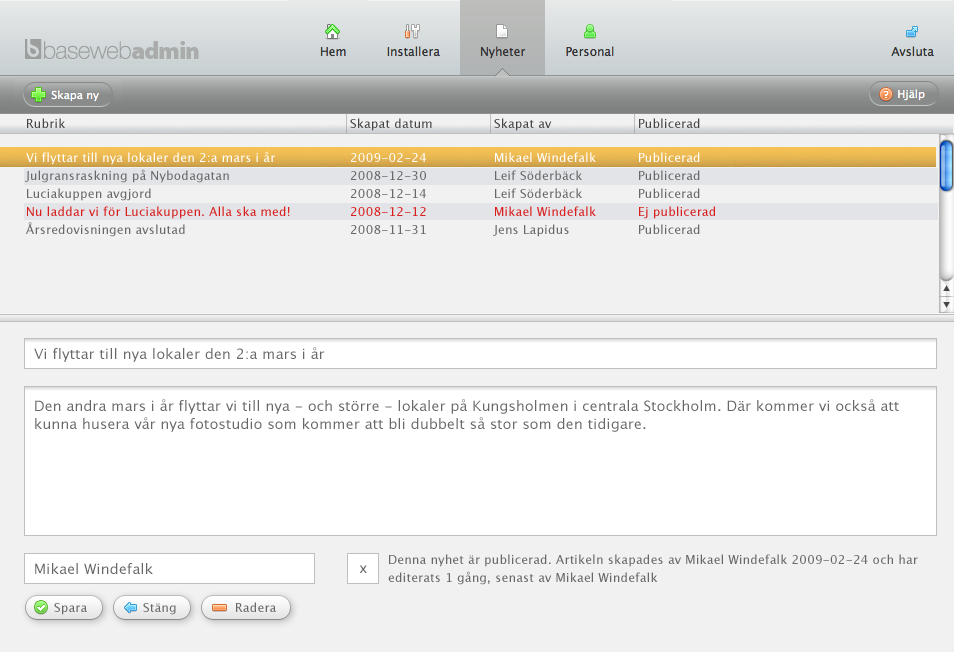 basewebadmin
Hem
Installera
Nyheter
Personal
Avsluta
Skapa ny
Hjälp
Rubrik Skapat datum Skapat av Publicerad
Vi flyttar till nya lokaler den 2:a mars i år 2009-02-24 Mikael Windefalk Publicerad
Julgransraskning på Nybodagatan 2008-12-30 Leif Söderbäck Publicerad
Luciakuppen avgjord 2008-12-14 Leif Söderbäck Publicerad
Nu laddar vi för Luciakuppen. Alla ska med! 2008-12-12 Mikael Windefalk Ej publicerad
Årsredovisningen avslutad 2008-11-31 Jens Lapidus Publicerad
Vi flyttar till nya lokaler den 2:a mars i år
Den andra mars i år flyttar vi till nya - och större - lokaler på Kungsholmen i centrala Stockholm. Där kommer vi också att
kunna husera vår nya fotostudio som kommer att bli dubbelt så stor som den tidigare.
Mikael Windefalk
x
Denna nyhet är publicerad. Artikeln skapades av Mikael Windefalk 2009-02-24 och har
editerats 1 gång, senast av Mikael Windefalk
Spara
Stäng
Radera